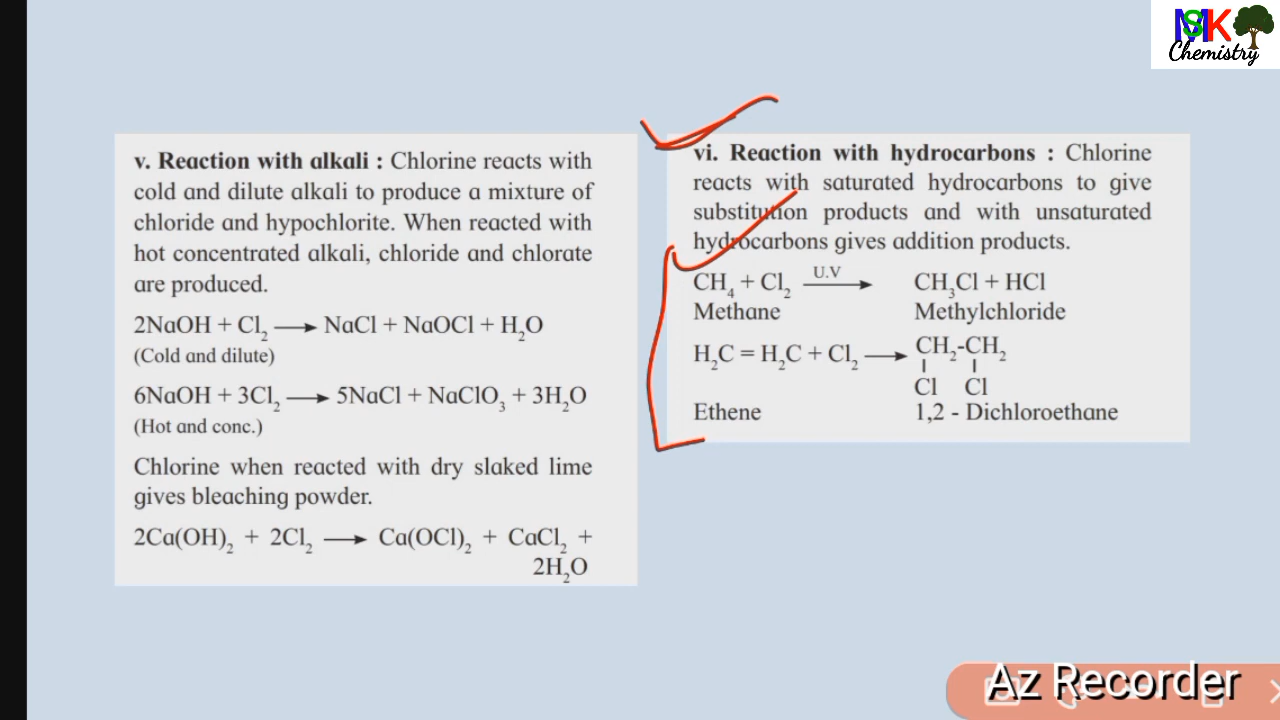 MSK
Chemistry
v. Reaction with alkali : Chlorine reacts with
cold and dilute alkali to produce a mixture of
chloride and hypochlorite. When reacted with
hot concentrated alkali, chloride and chlorate
are produced.
2NaOH + Cl₂ ⟶ NaCl + NaOCl + H₂O
(Cold and dilute)
6NaOH + 3Cl₂ ⟶ 5NaCl + NaClO₃ + 3H₂O
(Hot and conc.)
Chlorine when reacted with dry slaked lime
gives bleaching powder.
2Ca(OH)₂ + 2Cl₂ ⟶ Ca(OCl)₂ + CaCl₂ +
2H₂O
vi. Reaction with hydrocarbons : Chlorine
reacts with saturated hydrocarbons to give
substitution products and with unsaturated
hydrocarbons gives addition products.
U.V
CH₄ + Cl₂ ⟶ CH₃Cl + HCl
Methane Methylchloride
H₂C = H₂C + Cl₂ ⟶ CH₂-CH₂
Cl Cl
Ethene 1,2 - Dichloroethane
Az Recorder